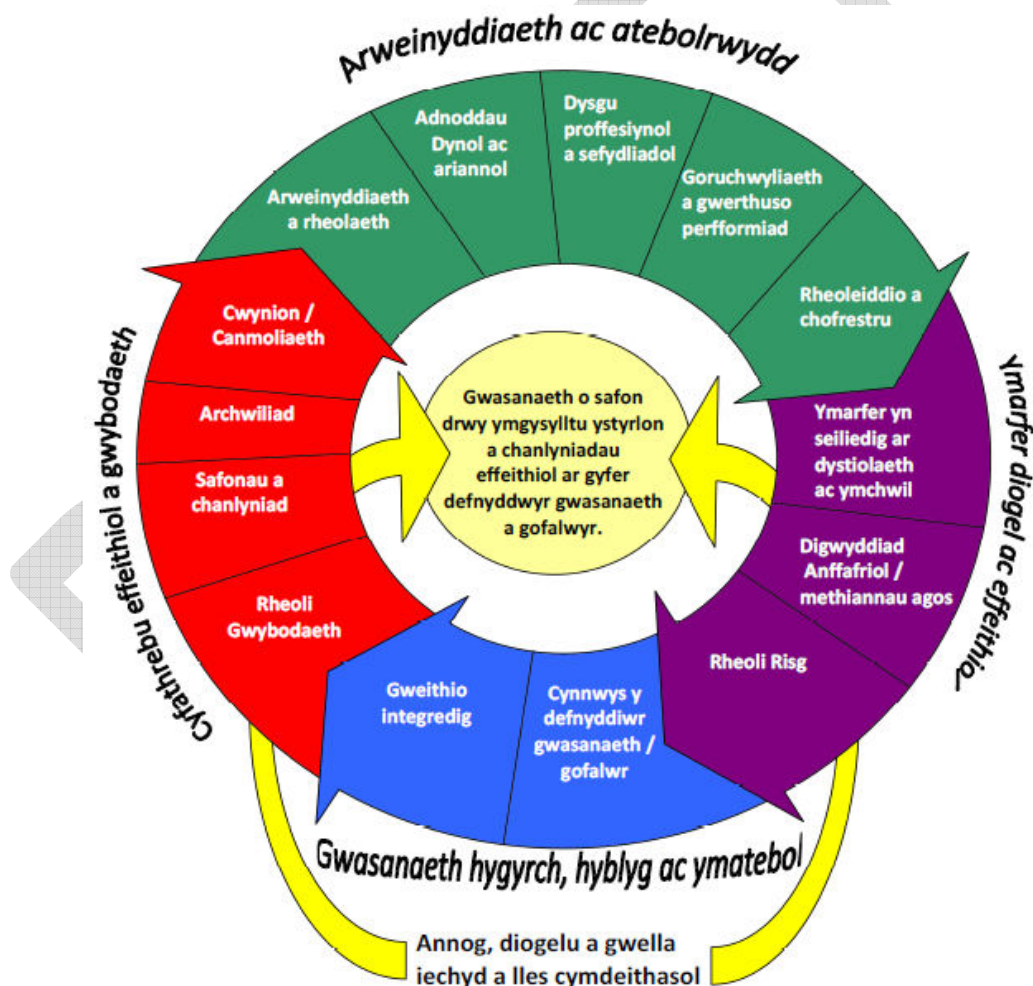 Arweinyddiaeth ac atebolrwydd
Adnoddau
Dynol ac
ariannol
Dysgu
proffesiynol
a sefydliadol
Goruchwyliaeth
a gwerthuso
perfformiad
Arweinyddiaeth
a rheolaeth
Rheoleiddio a
chofrestru
Cwynion /
Canmoliaeth
Archwiliad
Safonau a
chanlyniad
Rheoli
Gwybodaeth
Cyfathrebu effeithiol a gwybodaeth
Gwasanaeth o safon
drwy ymgysylltu ystyrlon
a chanlyniadau
effeithiol ar gyfer
defnyddwyr gwasanaeth
a gofalwyr.
Ymarfer yn
seiliedig ar
dystiolaeth
ac ymchwil
Digwyddiad
Anffafriol /
methiannau agos
Rheoli Risg
Ymarfer diogel ac effeithiol
Gweithio
integredig
Cynnwys y
defnyddiwr
gwasanaeth /
gofalwr
Gwasanaeth hygyrch, hyblyg ac ymatebol
Annog, diogelu a gwella
iechyd a lles cymdeithasol